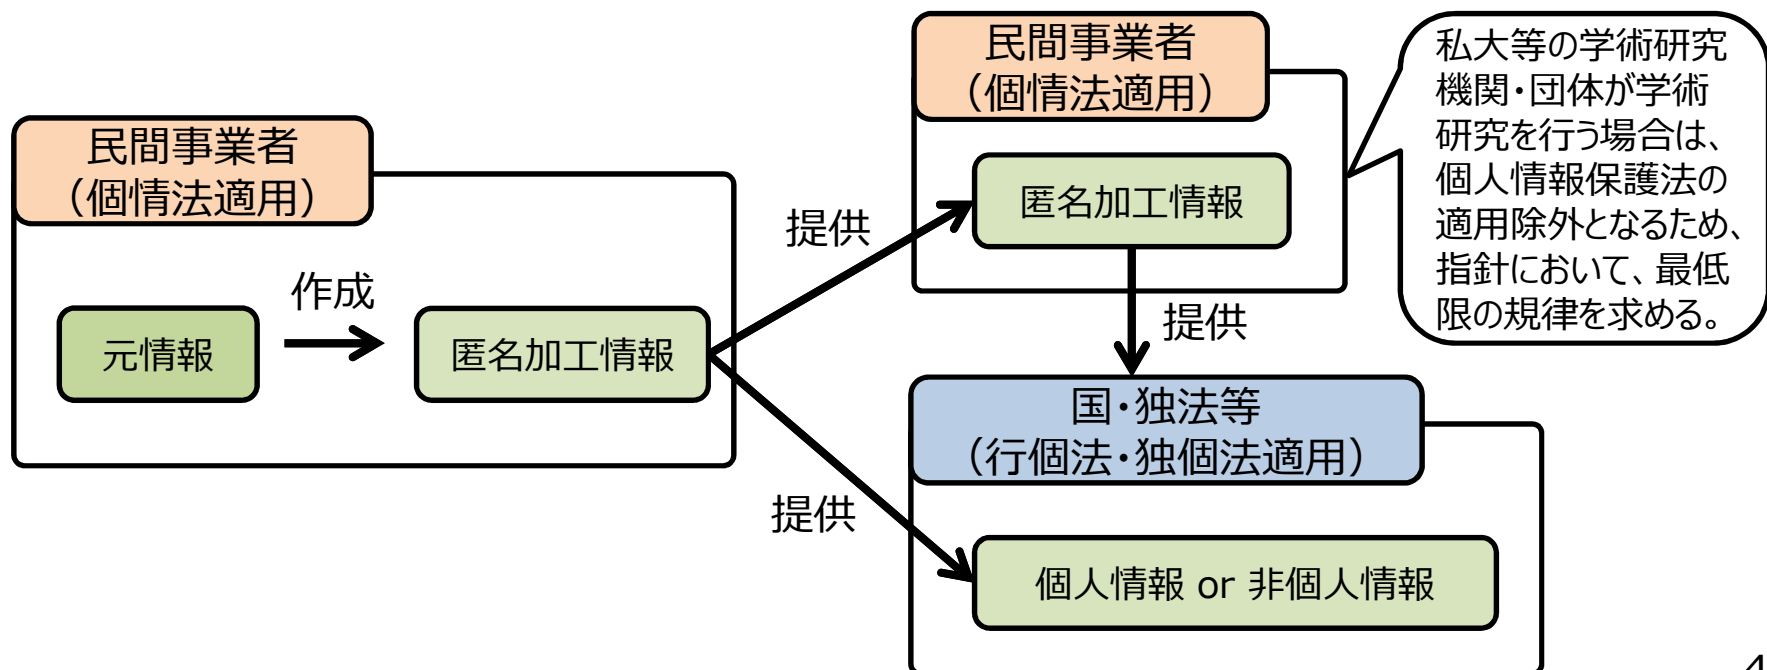 民間事業者
（個情法適用）
元情報
作成
匿名加工情報
提供
提供
民間事業者
（個情法適用）
匿名加工情報
提供
国・独法等
（行個法・独個法適用）
個人情報 or 非個人情報
私大等の学術研究
機関・団体が学術
研究を行う場合は、
個人情報保護法の
適用除外となるため、
指針において、最低
限の規律を求める。